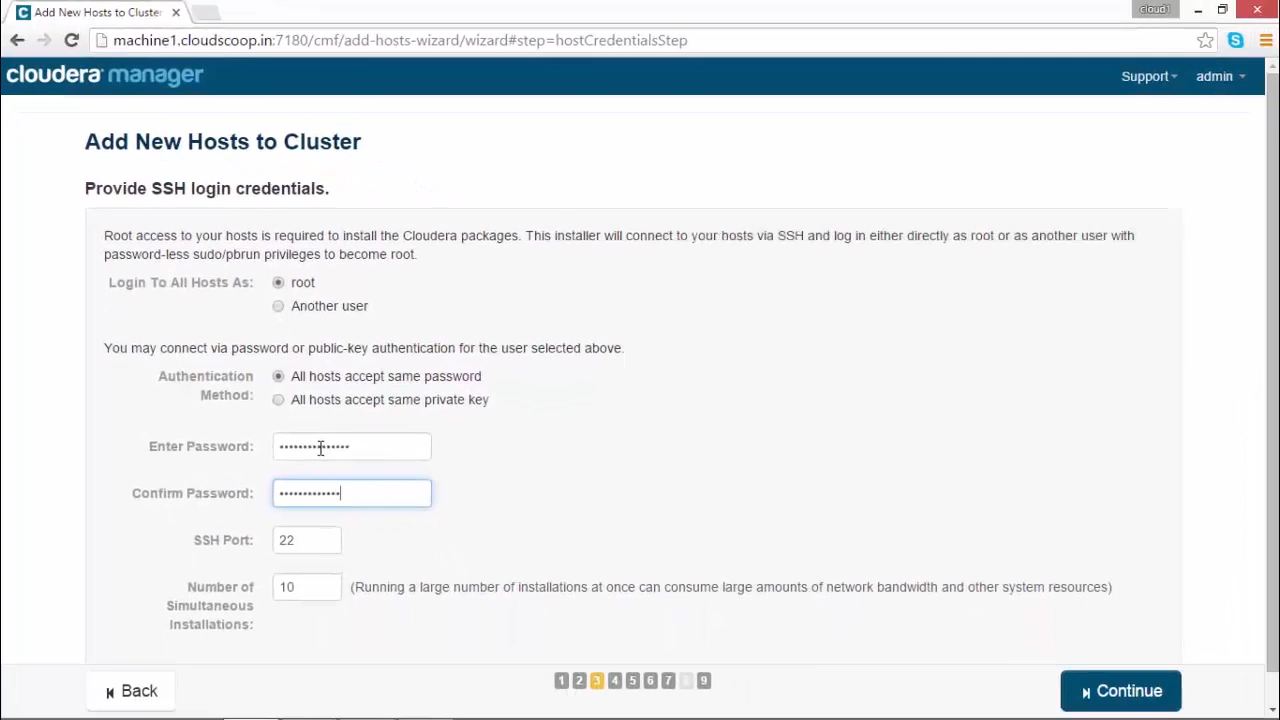 Add New Hosts to Cluster
cloud1
machine1.cloudscoop.in:7180/cmf/add-hosts-wizard/wizard#step=hostCredentialsStep
cloudera manager
Support
admin
Add New Hosts to Cluster
Provide SSH login credentials.
Root access to your hosts is required to install the Cloudera packages. This installer will connect to your hosts via SSH and log in either directly as root or as another user with
password-less sudo/pbrun privileges to become root.
Login To All Hosts As:
root
Another user
You may connect via password or public-key authentication for the user selected above.
Authentication
Method:
All hosts accept same password
All hosts accept same private key
Enter Password:
Confirm Password:
SSH Port:
22
Number of
Simultaneous
Installations:
10
(Running a large number of installations at once can consume large amounts of network bandwidth and other system resources)
Back
1 2 3 4 5 6 7 8 9
Continue